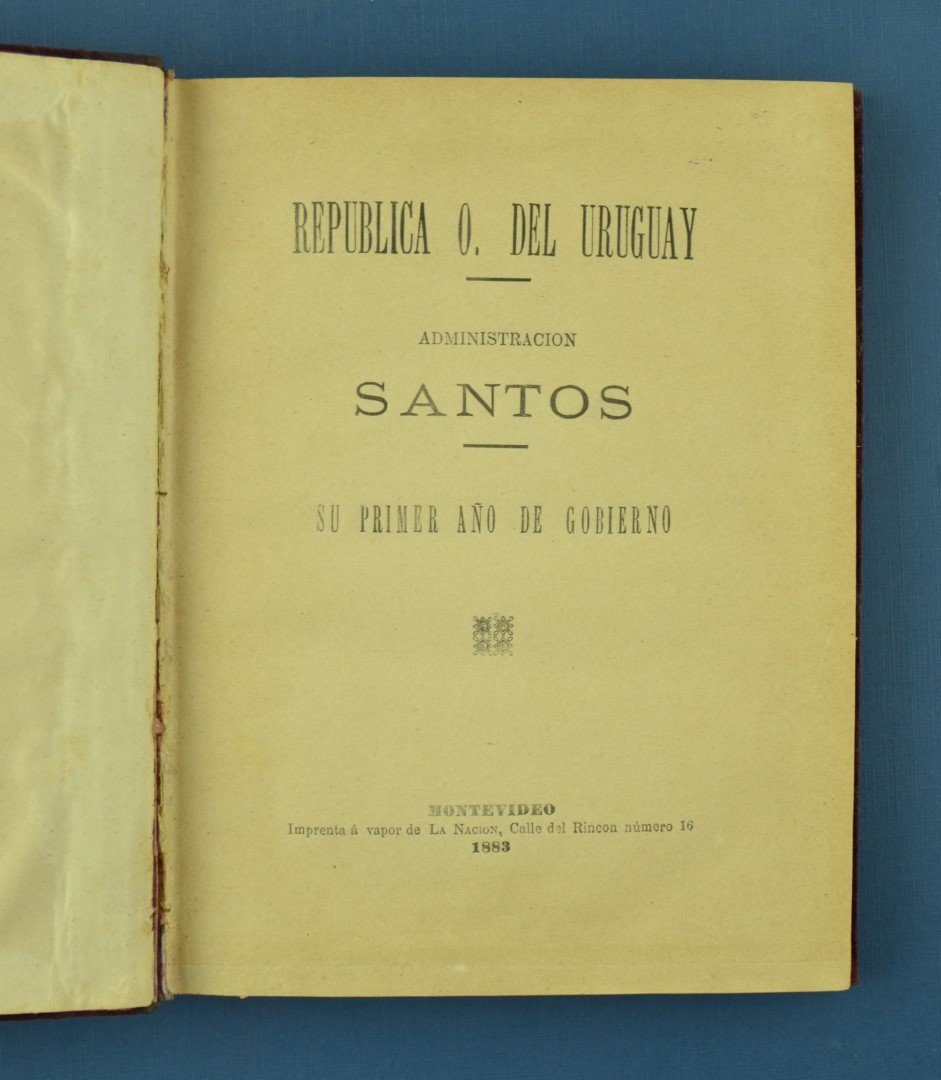 REPUBLICA O. DEL URUGUAY
ADMINISTRACION
SANTOS
SU PRIMER AÑO DE GOBIERNO
MONTEVIDEO
Imprenta á vapor de LA NACION, Calle del Rincon número 16
1883